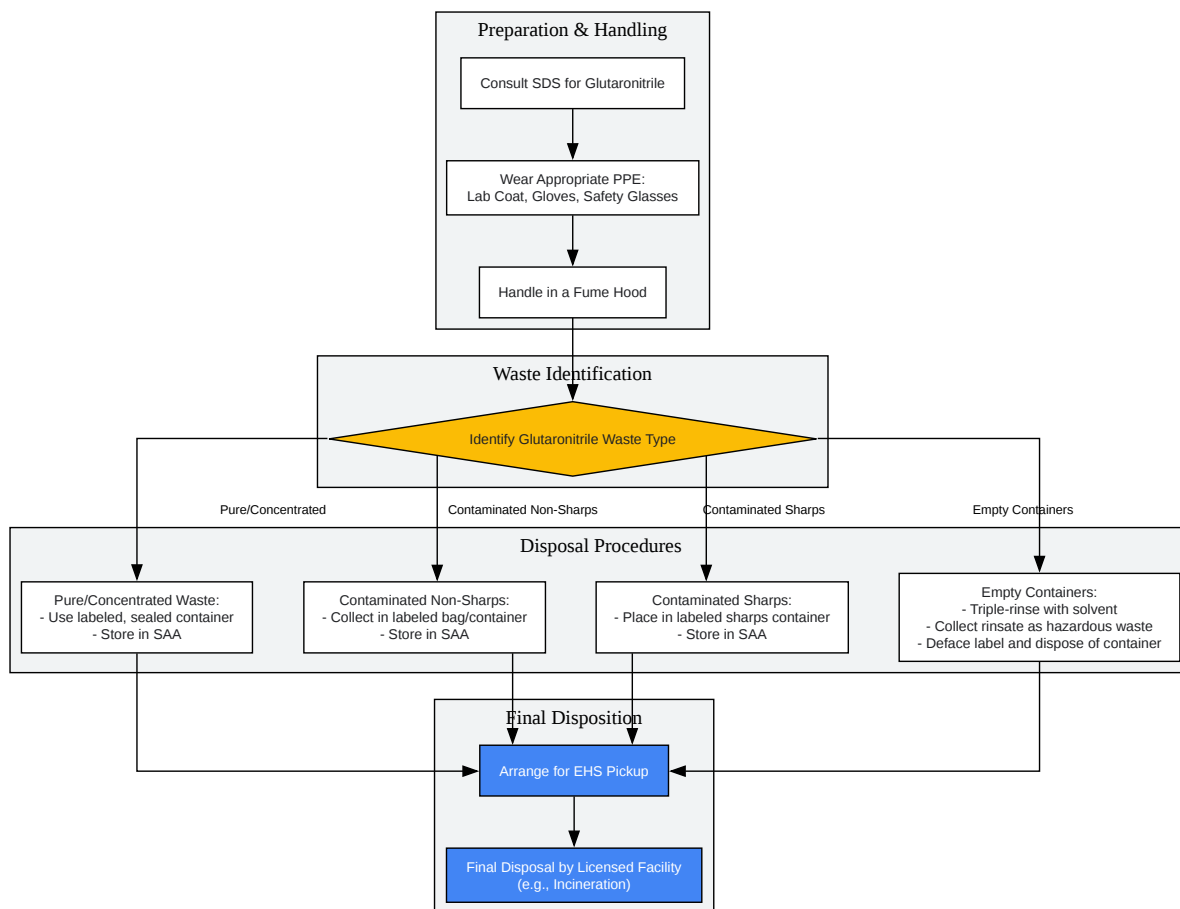 Preparation & Handling
Consult SDS for Glutaronitrile
Wear Appropriate PPE:
Lab Coat, Gloves, Safety Glasses
Handle in a Fume Hood
Waste Identification
Identify Glutaronitrile Waste Type
Pure/Concentrated
Contaminated Non-Sharps
Contaminated Sharps
Empty Containers
Disposal Procedures
Pure/Concentrated Waste:
- Use labeled, sealed container
- Store in SAA
Contaminated Non-Sharps:
- Collect in labeled bag/container
- Store in SAA
Contaminated Sharps:
- Place in labeled sharps container
- Store in SAA
Empty Containers:
- Triple-rinse with solvent
- Collect rinsate as hazardous waste
- Deface label and dispose of container
Final Disposition
Arrange for EHS Pickup
Final Disposal by Licensed Facility
(e.g., Incineration)